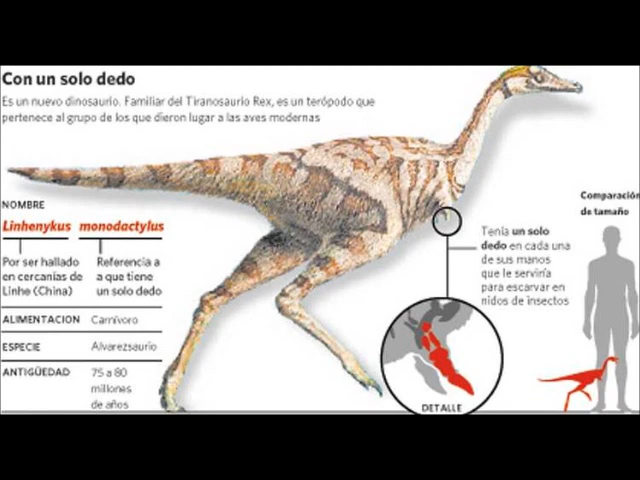 Con un solo dedo
Es un nuevo dinosaurio. Familiar del Tiranosaurio Rex, es un terópodo que
pertenece al grupo de los que dieron lugar a las aves modernas
NOMBRE
Linhenykus monodactylus
Por ser hallado
en cercanías de
Linhe (China)
Referencia a
a que tiene
un solo dedo
ALIMENTACION Carnívoro
ESPECIE Alvarezsaurio
ANTIGÜEDAD 75 a 80
millones
de años
Tenía un solo
dedo en cada una
de sus manos
que le serviría
para escarvar en
nidos de insectos
DETALLE
Comparación
de tamaño